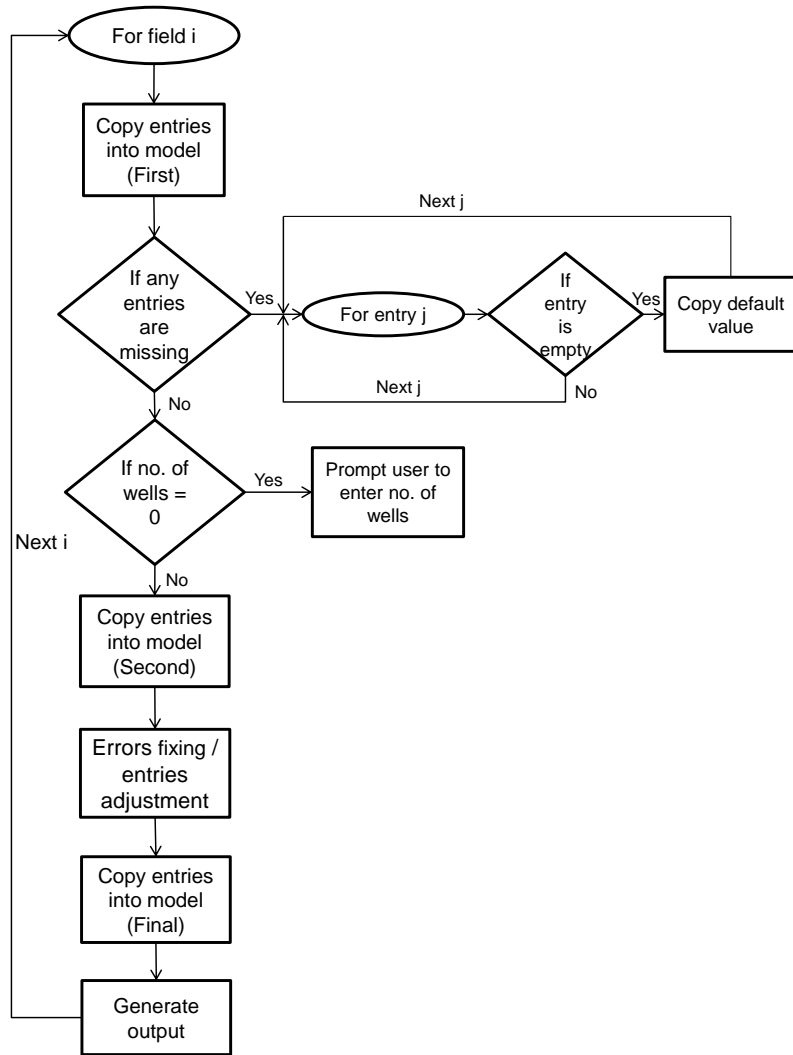 For field i
Copy entries
into model
(First)
Next j
If any
entries
are
missing
Yes
For entry j
If
entry
is
empty
Yes
Copy default
value
Next j
No
No
If no. of
wells =
0
Yes
Prompt user to
enter no. of
wells
Next i
No
Copy entries
into model
(Second)
Errors fixing /
entries
adjustment
Copy entries
into model
(Final)
Generate
output